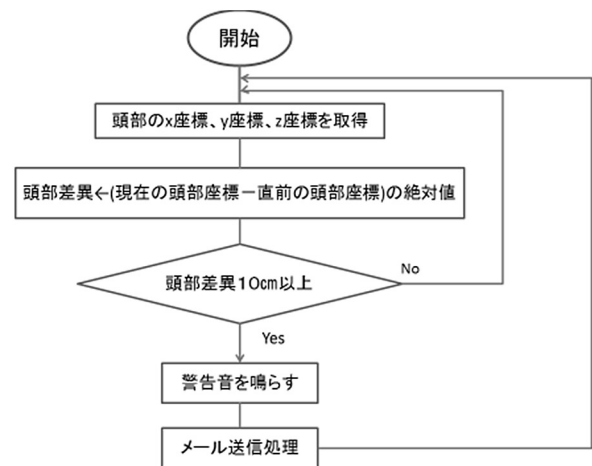 開始
頭部のx座標、y座標、z座標を取得
頭部差異←(現在の頭部座標－直前の頭部座標)の絶対値
頭部差異10㎝以上
No
Yes
警告音を鳴らす
メール送信処理